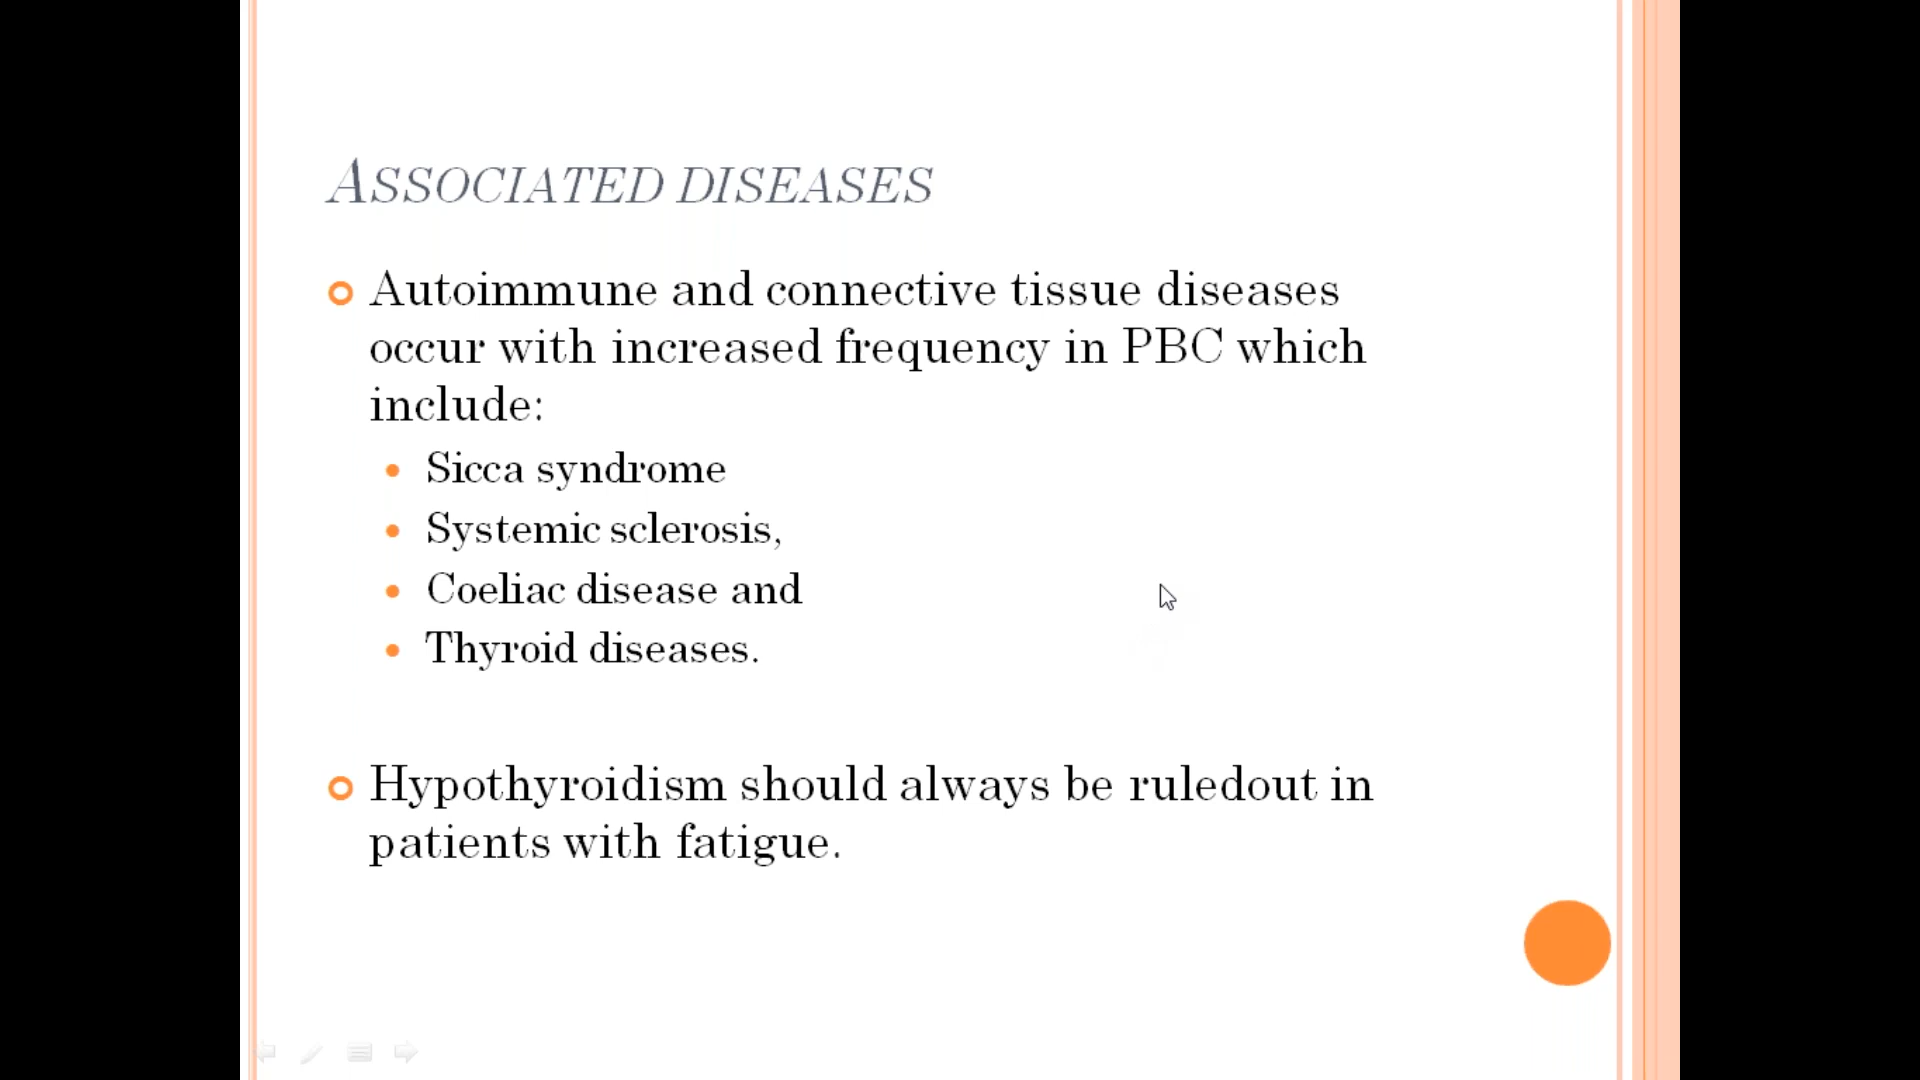 ASSOCIATED DISEASES
Autoimmune and connective tissue diseases
occur with increased frequency in PBC which
include:
Sicca syndrome
Systemic sclerosis,
Coeliac disease and
Thyroid diseases.
Hypothyroidism should always be ruledout in
patients with fatigue.